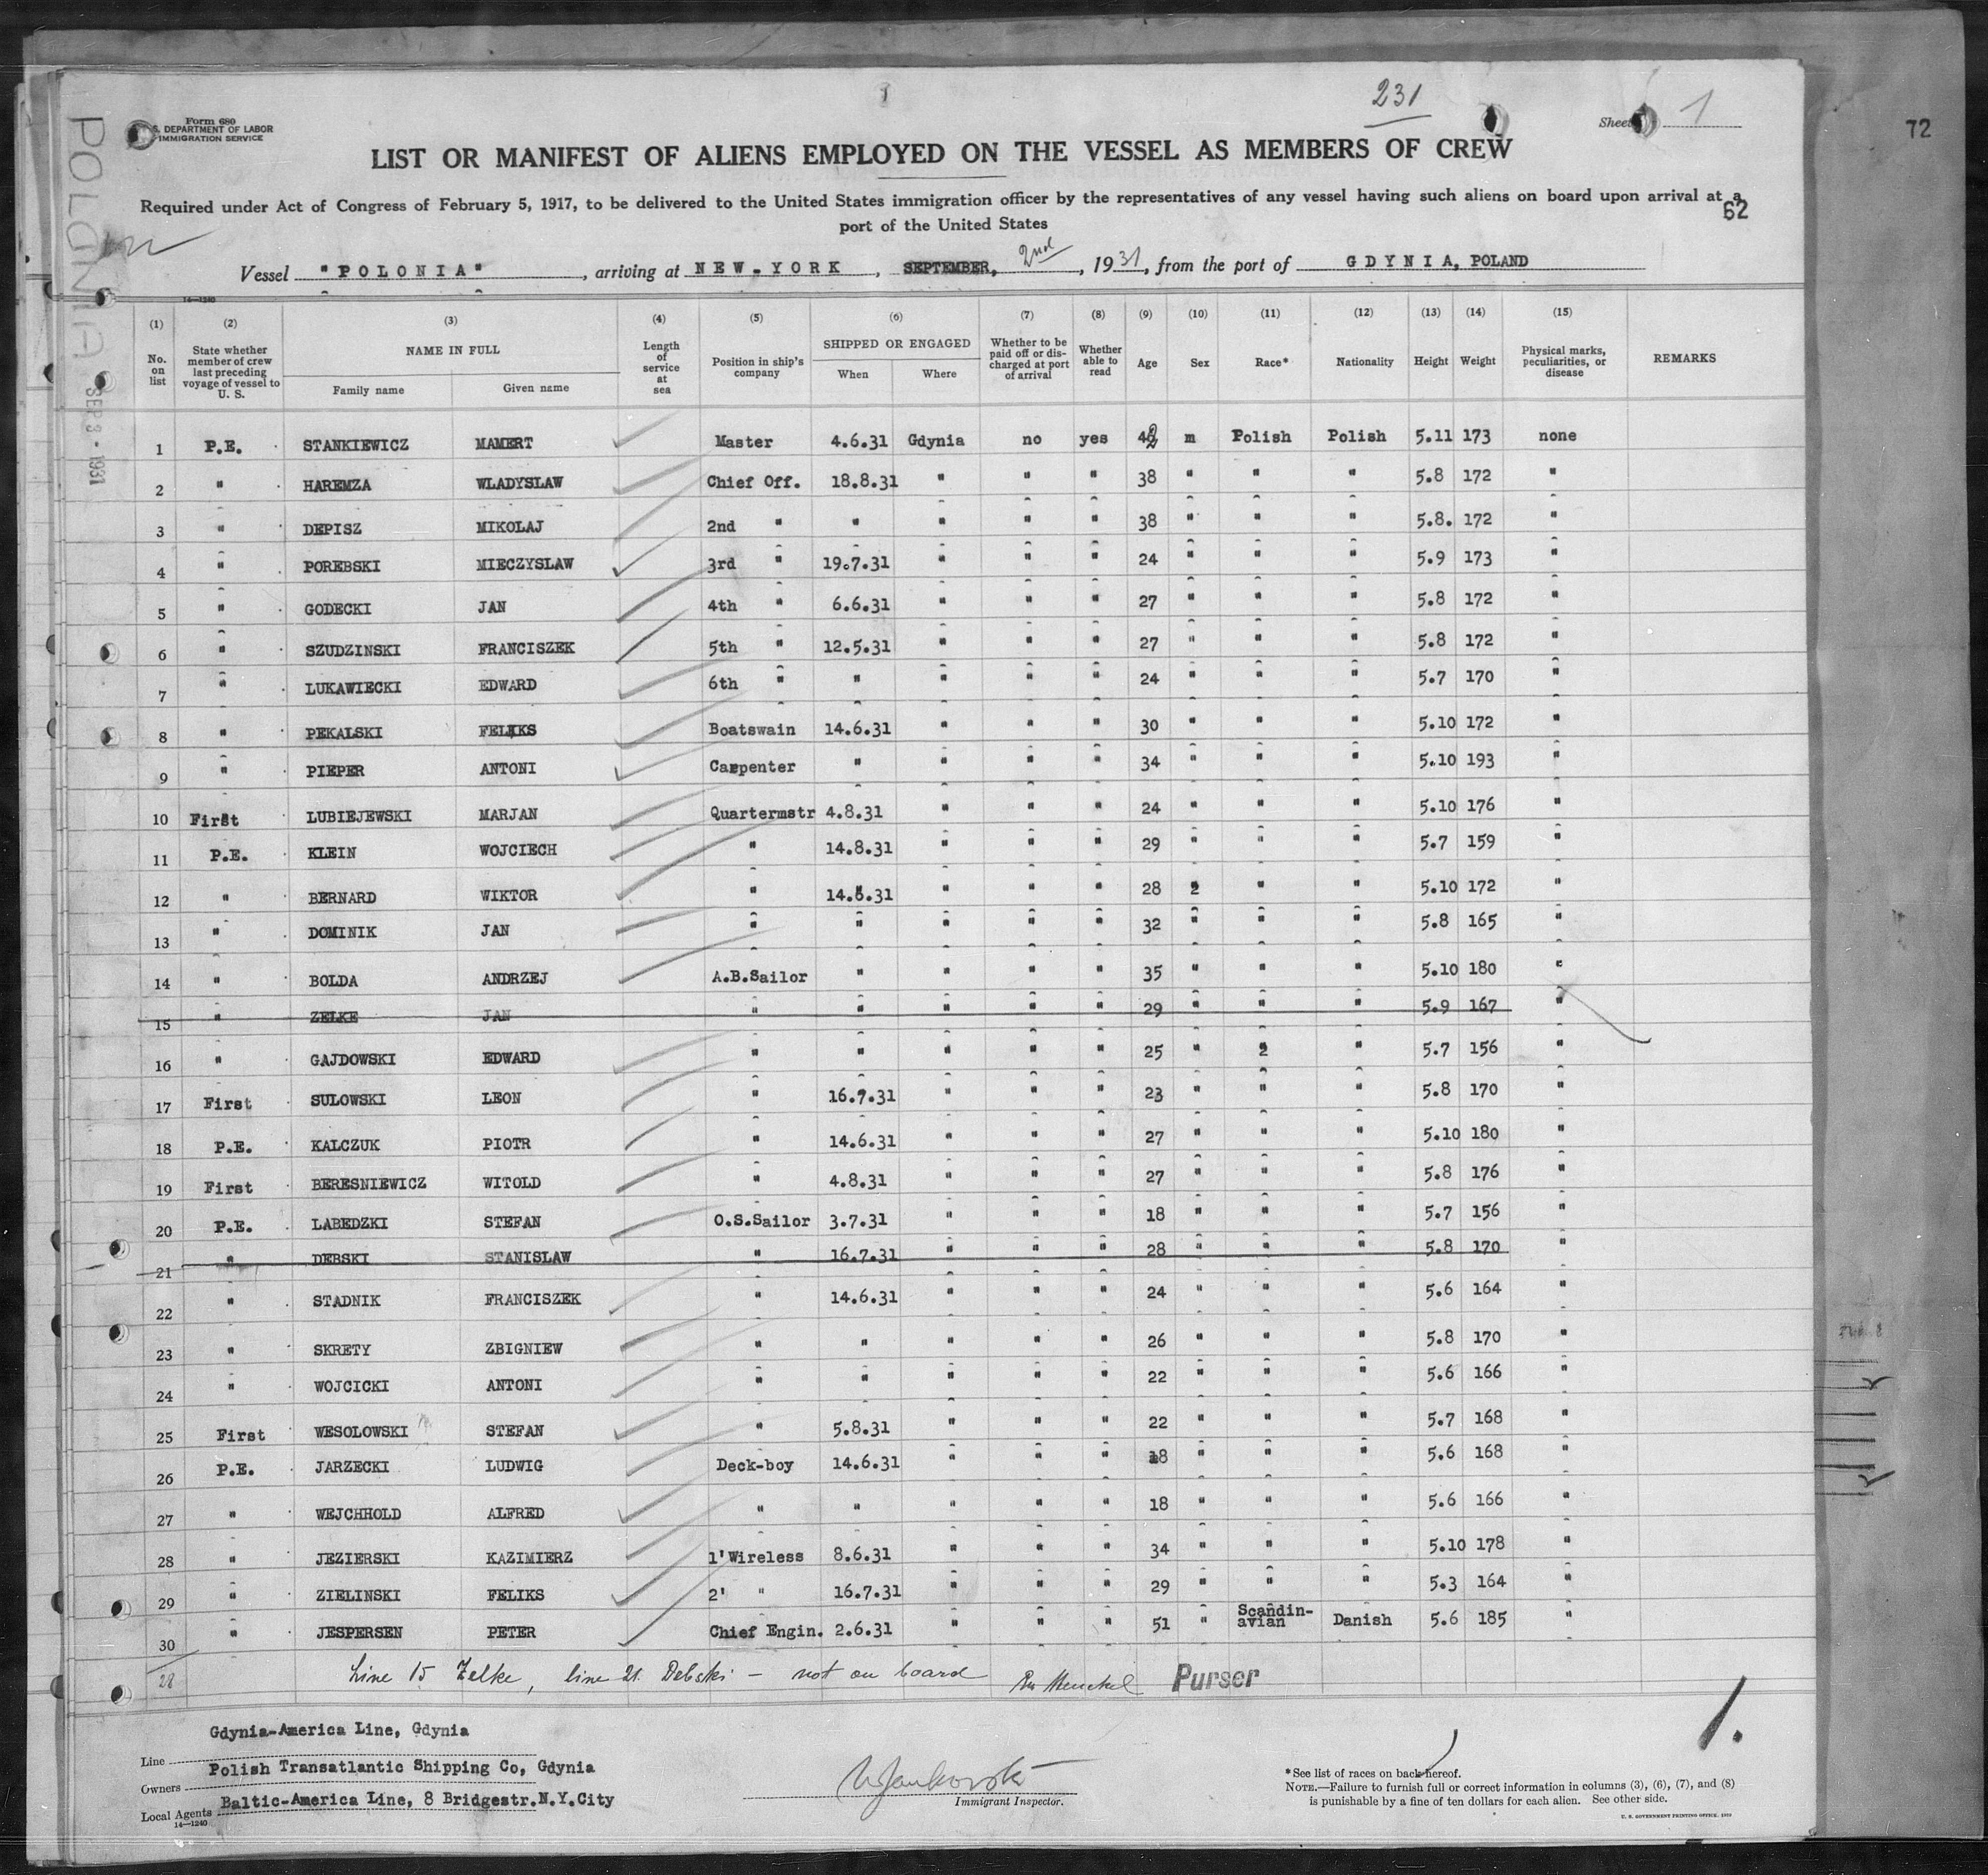 231
Form 680
S. DEPARTMENT OF LABOR
IMMIGRATION SERVICE
Sheet 1
72
POLONIA
SEP 3 - 1931
LIST OR MANIFEST OF ALIENS EMPLOYED ON THE VESSEL AS MEMBERS OF CREW
Required under Act of Congress of February 5, 1917, to be delivered to the United States immigration officer by the representatives of any vessel having such aliens on board upon arrival at a
62
port of the United States
Vessel "POLONIA", arriving at NEW-YORK, SEPTEMBER, 2nd, 1931, from the port of GDYNIA, POLAND
14-1240
(1) (2) (3) (4) (5) (6) (7) (8) (9) (10) (11) (12) (13) (14) (15)
No. on list State whether member of crew last preceding voyage of vessel to U. S. NAME IN FULL Family name Given name Length of service at sea Position in ship's company SHIPPED OR ENGAGED When Where Whether to be paid off or discharged at port of arrival Whether able to read Age Sex Race* Nationality Height Weight Physical marks, peculiarities, or disease REMARKS
1 P.E. STANKIEWICZ MAMERT Master 4.6.31 Gdynia no yes m Polish Polish 5.11 173 none
2 " HAREMZA WLADYSLAW Chief Off. 18.8.31 " " " 38 " " " 5.8 172 "
3 " DEPISZ MIKOLAJ 2nd " " " " " 38 " " " 5.8. 172 "
4 " POREBSKI MIECZYSLAW 3rd " 19.7.31 " " " 24 " " " 5.9 173 "
5 " GODECKI JAN 4th " 6.6.31 " " " 27 " " " 5.8 172 "
6 " SZUDZINSKI FRANCISZEK 5th " 12.5.31 " " " 27 " " " 5.8 172 "
7 " LUKAWIECKI EDWARD 6th " " " " " 24 " " " 5.7 170 "
8 " PEKALSKI FELIKS Boatswain 14.6.31 " " " 30 " " " 5.10 172 "
9 " PIEPER ANTONI Carpenter " " " " 34 " " " 5.10 193 "
10 First LUBIEJEWSKI MARJAN Quartermstr 4.8.31 " " " 24 " " " 5.10 176 "
11 P.E. KLEIN WOJCIECH " 14.8.31 " " " 29 " " " 5.7 159 "
12 " BERNARD WIKTOR " 14.6.31 " " " 28 2 " " 5.10 172 "
13 " DOMINIK JAN " " " " " 32 " " " 5.8 165 "
14 " BOLDA ANDRZEJ A.B.Sailor " " " " 35 " " " 5.10 180 "
15 " ZELKE JAN " " " " " 29 " " " 5.9 167 "
16 " GAJDOWSKI EDWARD " " " " " 25 " 2 " 5.7 156 "
17 First SULOWSKI LEON " 16.7.31 " " " 23 " " " 5.8 170 "
18 P.E. KALCZUK PIOTR " 14.6.31 " " " 27 " " " 5.10 180 "
19 First BERESNIEWICZ WITOLD " 4.8.31 " " " 27 " " " 5.8 176 "
20 P.E. LABEDZKI STEFAN O.S.Sailor 3.7.31 " " " 18 " " " 5.7 156 "
21 " DEBSKI STANISLAW " 16.7.31 " " " 28 " " " 5.8 170 "
22 " STADNIK FRANCISZEK " 14.6.31 " " " 24 " " " 5.6 164 "
23 " SKRETY ZBIGNIEW " " " " " 26 " " " 5.8 170 "
24 " WOJCICKI ANTONI " " " " " 22 " " " 5.6 166 "
25 First WESOLOWSKI STEFAN " 5.8.31 " " " 22 " " " 5.7 168 "
26 P.E. JARZECKI LUDWIG Deck-boy 14.6.31 " " " 18 " " " 5.6 168 "
27 " WEJCHHOLD ALFRED " " " " " 18 " " " 5.6 166 "
28 " JEZIERSKI KAZIMIERZ 1' Wireless 8.6.31 " " " 34 " " " 5.10 178 "
29 " ZIELINSKI FELIKS 2' " 16.7.31 " " " 29 " " " 5.3 164 "
30 " JESPERSEN PETER Chief Engin. 2.6.31 " " " 51 " Scandin-avian Danish 5.6 185 "
28 Line 15 Zelke, line 21 Debski - not on board Purser
1.
Line Gdynia-America Line, Gdynia
Owners Polish Transatlantic Shipping Co, Gdynia
Local Agents Baltic-America Line, 8 Bridgestr.N.Y.City
14-1240
Immigrant Inspector.
*See list of races on back hereof.
NOTE.—Failure to furnish full or correct information in columns (3), (6), (7), and (8)
is punishable by a fine of ten dollars for each alien. See other side.
U. S. GOVERNMENT PRINTING OFFICE: 1929